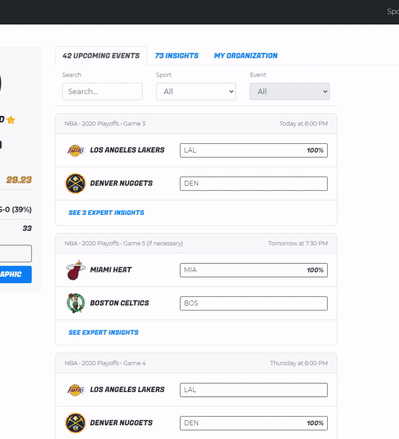 Spo
42 UPCOMING EVENTS 73 INSIGHTS MY ORGANIZATION
Search Sport Event
Search... All All
NBA - 2020 Playoffs - Game 3 Today at 8:00 PM
LOS ANGELES LAKERS LAL 100%
DENVER NUGGETS DEN
SEE 3 EXPERT INSIGHTS
29.23
S-0 (39%)
33
APHIC
NBA - 2020 Playoffs - Game 5 (if necessary) Tomorrow at 7:30 PM
MIAMI HEAT MIA 100%
BOSTON CELTICS BOS
SEE EXPERT INSIGHTS
NBA - 2020 Playoffs - Game 4 Thursday at 8:00 PM
LOS ANGELES LAKERS LAL
DENVER NUGGETS DEN 100%